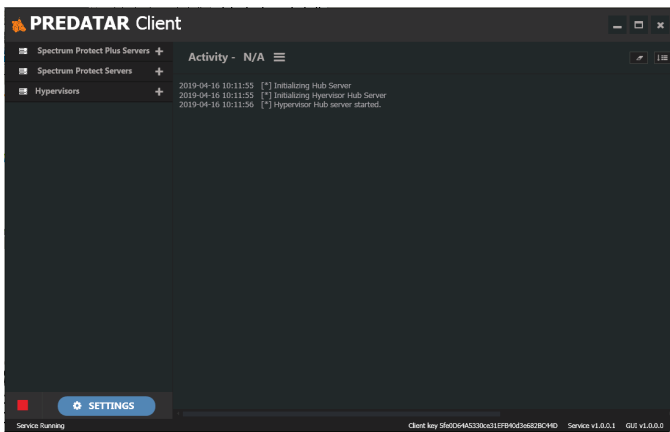 PREDATAR Client
Spectrum Protect Plus Servers
Spectrum Protect Servers
Hypervisors
Activity - N/A
2019-04-16 10:11:55 [*] Initializing Hub Server
2019-04-16 10:11:55 [*] Initializing Hyervisor Hub Server
2019-04-16 10:11:56 [*] Hypervisor Hub server started.
SETTINGS
Service Running
Client key 5fe0D64A5330ce31EFB40d3e682BC44D Service v1.0.0.1 GUI v1.0.0.0